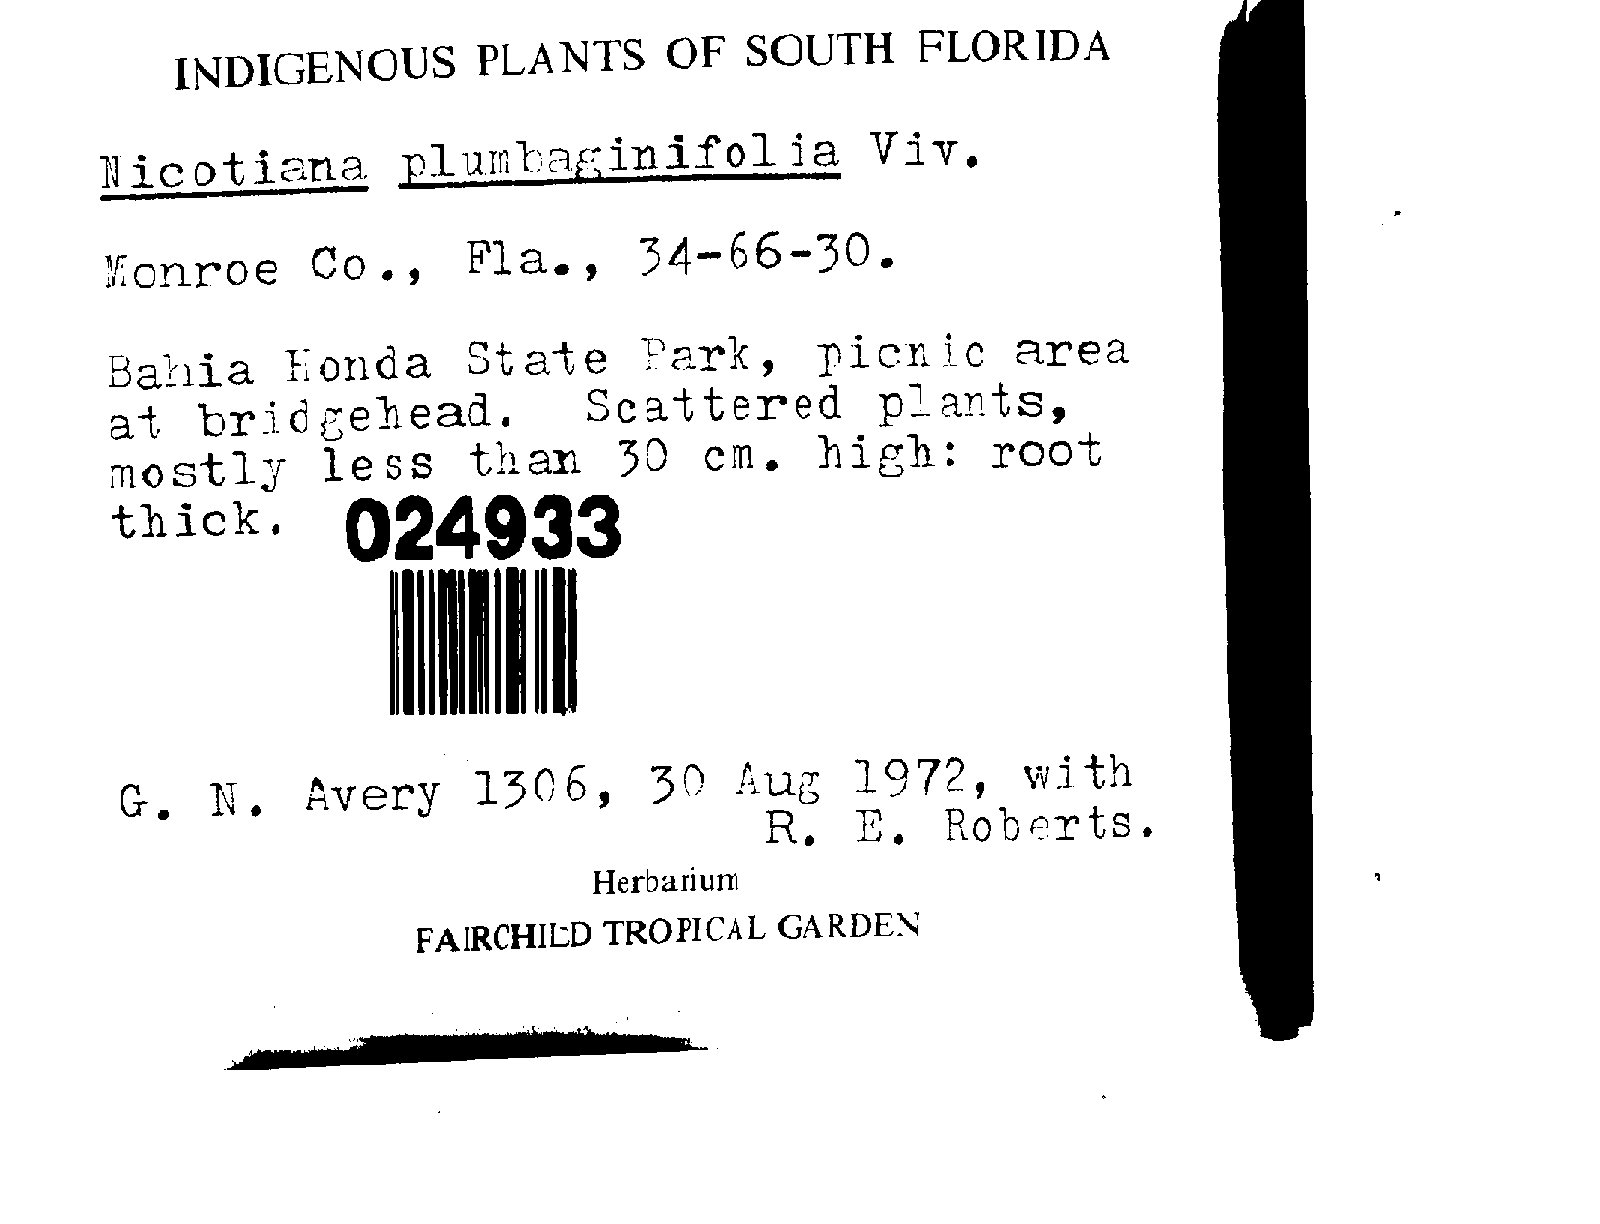 INDIGENOUS PLANTS OF SOUTH FLORIDA
Nicotiana plumbaginifolia Viv.
Monroe Co., Fla., 34-66-30.
Bahia Honda State Park, picnic area
at bridgehead. Scattered plants,
mostly less than 30 cm. high: root
thick.
024933
G. N. Avery 1306, 30 Aug 1972, with
R. E. Roberts.
Herbarium
FAIRCHILD TROPICAL GARDEN